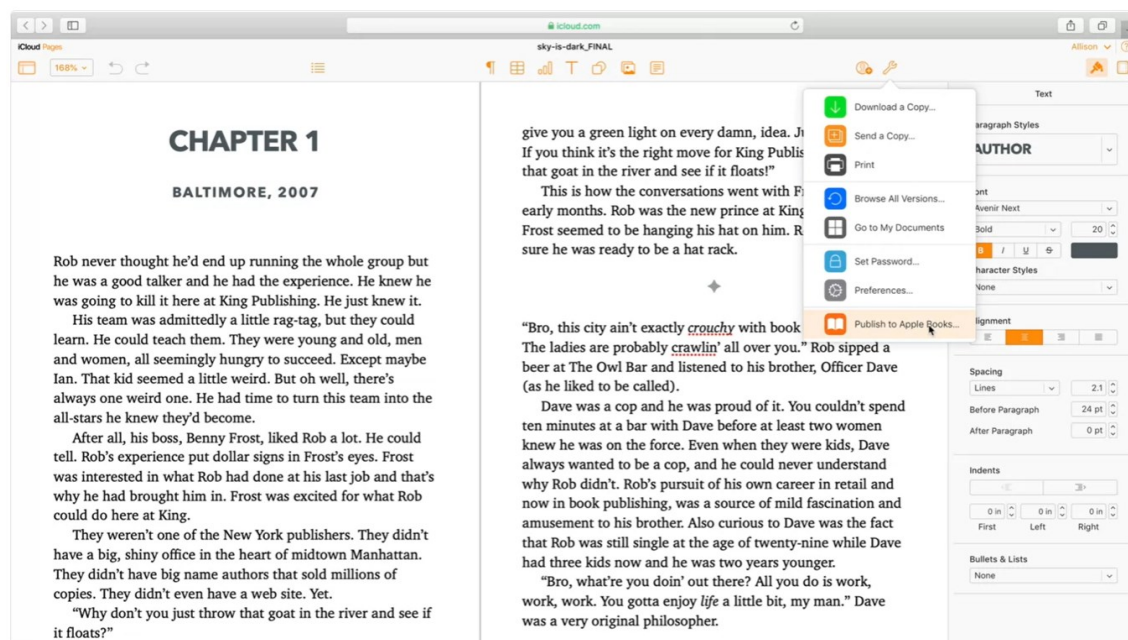 icloud.com
iCloud Pages
sky-is-dark_FINAL
Allison
168%
CHAPTER 1
BALTIMORE, 2007
Rob never thought he'd end up running the whole group but
he was a good talker and he had the experience. He knew he
was going to kill it here at King Publishing. He just knew it.
His team was admittedly a little rag-tag, but they could
learn. He could teach them. They were young and old, men
and women, all seemingly hungry to succeed. Except maybe
Ian. That kid seemed a little weird. But oh well, there's
always one weird one. He had time to turn this team into the
all-stars he knew they'd become.
After all, his boss, Benny Frost, liked Rob a lot. He could
tell. Rob's experience put dollar signs in Frost's eyes. Frost
was interested in what Rob had done at his last job and that's
why he had brought him in. Frost was excited for what Rob
could do here at King.
They weren't one of the New York publishers. They didn't
have a big, shiny office in the heart of midtown Manhattan.
They didn't have big name authors that sold millions of
copies. They didn't even have a web site. Yet.
"Why don't you just throw that goat in the river and see if
it floats?"
give you a green light on every damn, idea. Ju
If you think it's the right move for King Publis
that goat in the river and see if it floats!"
This is how the conversations went with Fr
early months. Rob was the new prince at King
Frost seemed to be hanging his hat on him. R
sure he was ready to be a hat rack.
"Bro, this city ain't exactly crouchy with book
The ladies are probably crawlin' all over you." Rob sipped a
beer at The Owl Bar and listened to his brother, Officer Dave
(as he liked to be called).
Dave was a cop and he was proud of it. You couldn't spend
ten minutes at a bar with Dave before at least two women
knew he was on the force. Even when they were kids, Dave
always wanted to be a cop, and he could never understand
why Rob didn't. Rob's pursuit of his own career in retail and
now in book publishing, was a source of mild fascination and
amusement to his brother. Also curious to Dave was the fact
that Rob was still single at the age of twenty-nine while Dave
had three kids now and he was two years younger.
"Bro, what're you doin' out there? All you do is work,
work, work. You gotta enjoy life a little bit, my man." Dave
was a very original philosopher.
Download a Copy...
Send a Copy...
Print
Browse All Versions...
Go to My Documents
Set Password...
Preferences...
Publish to Apple Books...
Text
aragraph Styles
AUTHOR
ont
Avenir Next
Bold 20
B I U S
haracter Styles
None
lignment
Spacing
Lines 2.1
Before Paragraph 24 pt
After Paragraph 0 pt
Indents
0 in 0 in 0 in
First Left Right
Bullets & Lists
None